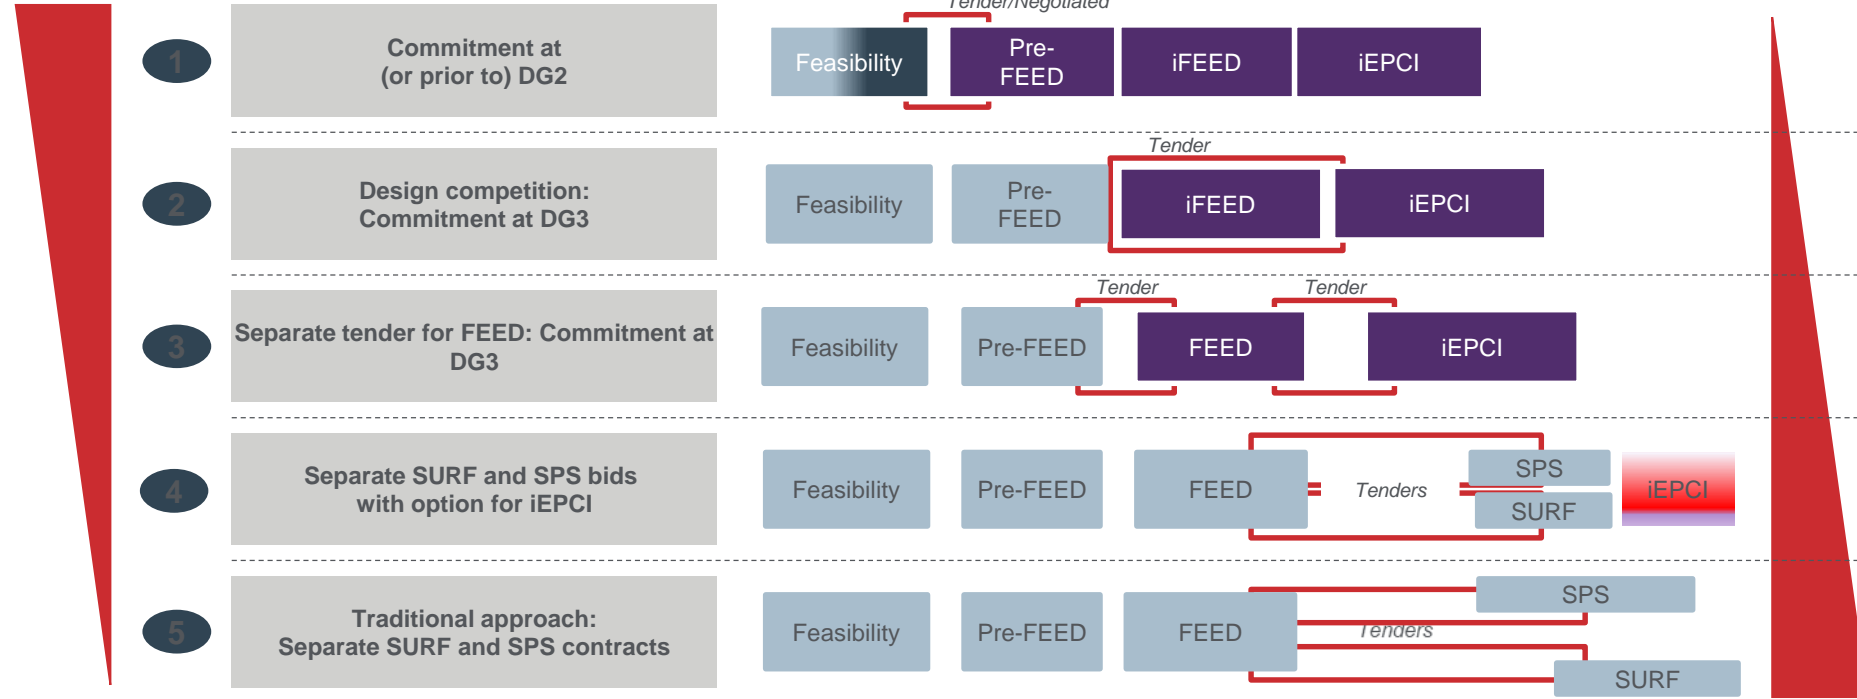 Tender/Negotiated
1
Commitment at
(or prior to) DG2
Feasibility
Pre-
FEED
iFEED
iEPCI
2
Design competition:
Commitment at DG3
Tender
Feasibility
Pre-
FEED
iFEED
iEPCI
3
Separate tender for FEED: Commitment at
DG3
Tender
Tender
Feasibility
Pre-FEED
FEED
iEPCI
4
Separate SURF and SPS bids
with option for iEPCI
Feasibility
Pre-FEED
FEED
Tenders
SPS
SURF
iEPCI
5
Traditional approach:
Separate SURF and SPS contracts
Feasibility
Pre-FEED
FEED
Tenders
SPS
SURF